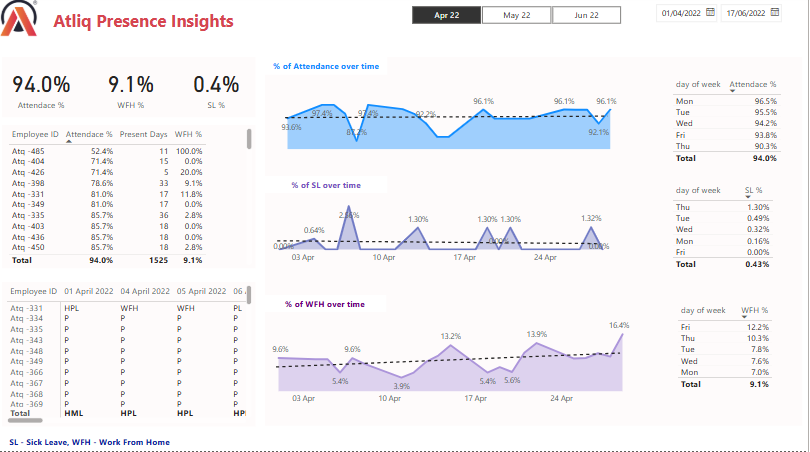 Atliq Presence Insights
Apr 22 May 22 Jun 22
01/04/2022 17/06/2022
94.0% 9.1% 0.4%
Attendace % WFH % SL %
Employee ID Attendace % Present Days WFH %
Atq -485 52.4% 11 100.0%
Atq -404 71.4% 15 0.0%
Atq -426 71.4% 5 20.0%
Atq -398 78.6% 33 9.1%
Atq -331 81.0% 17 11.8%
Atq -349 81.0% 17 0.0%
Atq -335 85.7% 36 2.8%
Atq -403 85.7% 18 0.0%
Atq -436 85.7% 18 0.0%
Atq -450 85.7% 18 2.8%
Total 94.0% 1525 9.1%
Employee ID 01 April 2022 04 April 2022 05 April 2022 06
Atq -331 HPL WFH WFH PL
Atq -334 P P P P
Atq -335 P P P P
Atq -343 P P P P
Atq -348 P P P P
Atq -349 P P P P
Atq -366 P P P P
Atq -367 P P P P
Atq -368 P P P P
Atq -369 P P P P
Total HML HPL HPL HPL
% of Attendance over time
93.6% 97.4% 97.4% 92.2% 96.1% 96.1% 96.1%
92.1%
% of SL over time
0.00% 0.64% 1.30% 1.30% 1.30% 1.32%
03 Apr 10 Apr 17 Apr 24 Apr
% of WFH over time
9.6% 5.4% 9.6% 3.9% 13.2% 5.4% 5.6% 13.9% 16.4%
03 Apr 10 Apr 17 Apr 24 Apr
day of week Attendace %
Mon 96.5%
Tue 95.5%
Wed 94.2%
Fri 93.8%
Thu 90.3%
Total 94.0%
day of week SL %
Thu 1.30%
Tue 0.49%
Wed 0.32%
Mon 0.16%
Fri 0.00%
Total 0.43%
day of week WFH %
Fri 12.2%
Thu 10.3%
Tue 7.8%
Wed 7.6%
Mon 7.0%
Total 9.1%
SL - Sick Leave, WFH - Work From Home